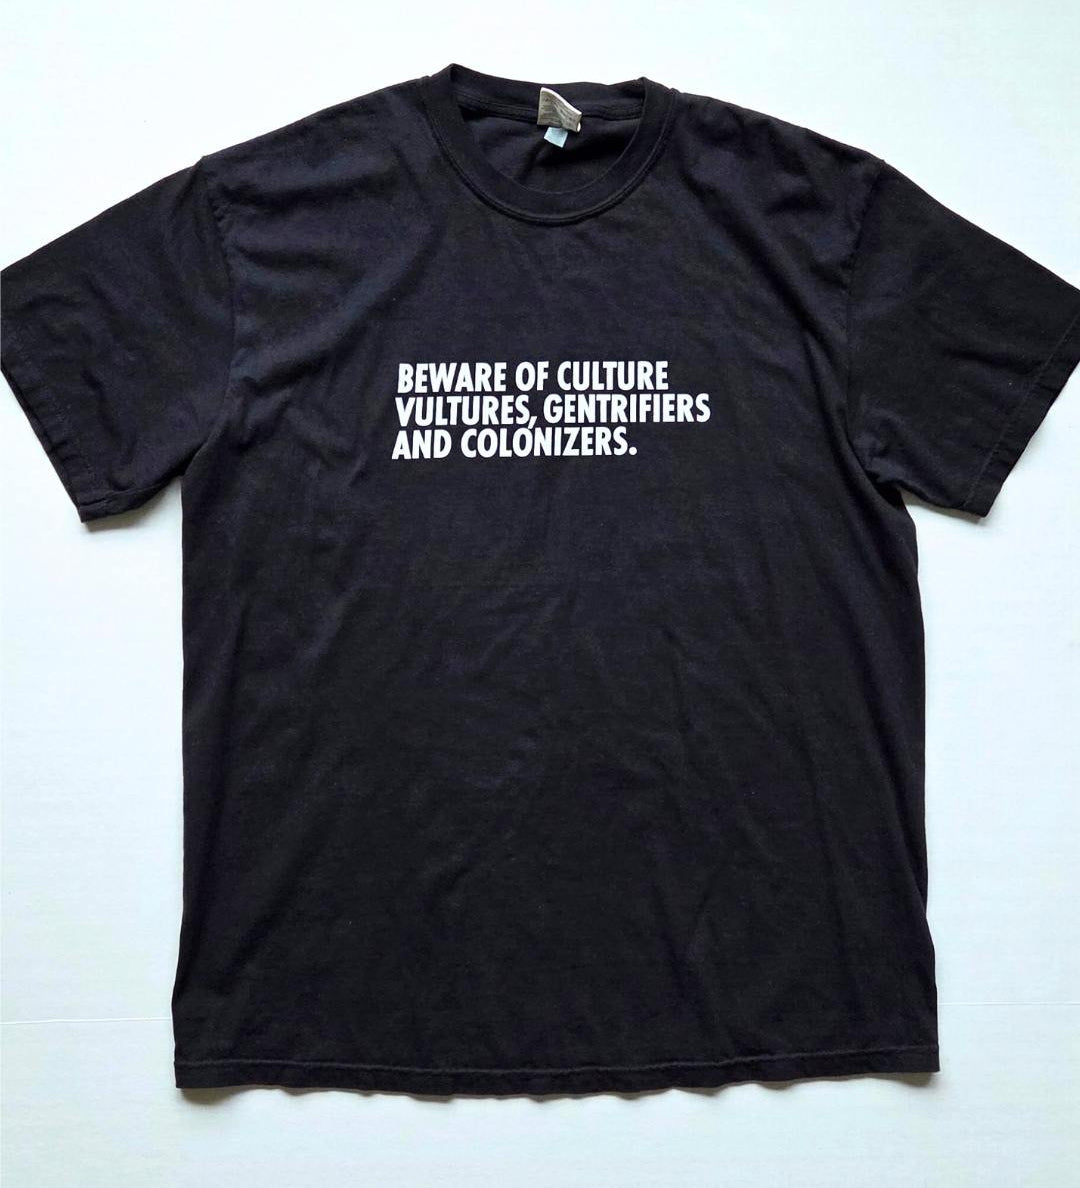 BEWARE OF CULTURE
VULTURES, GENTRIFIERS
AND COLONIZERS.